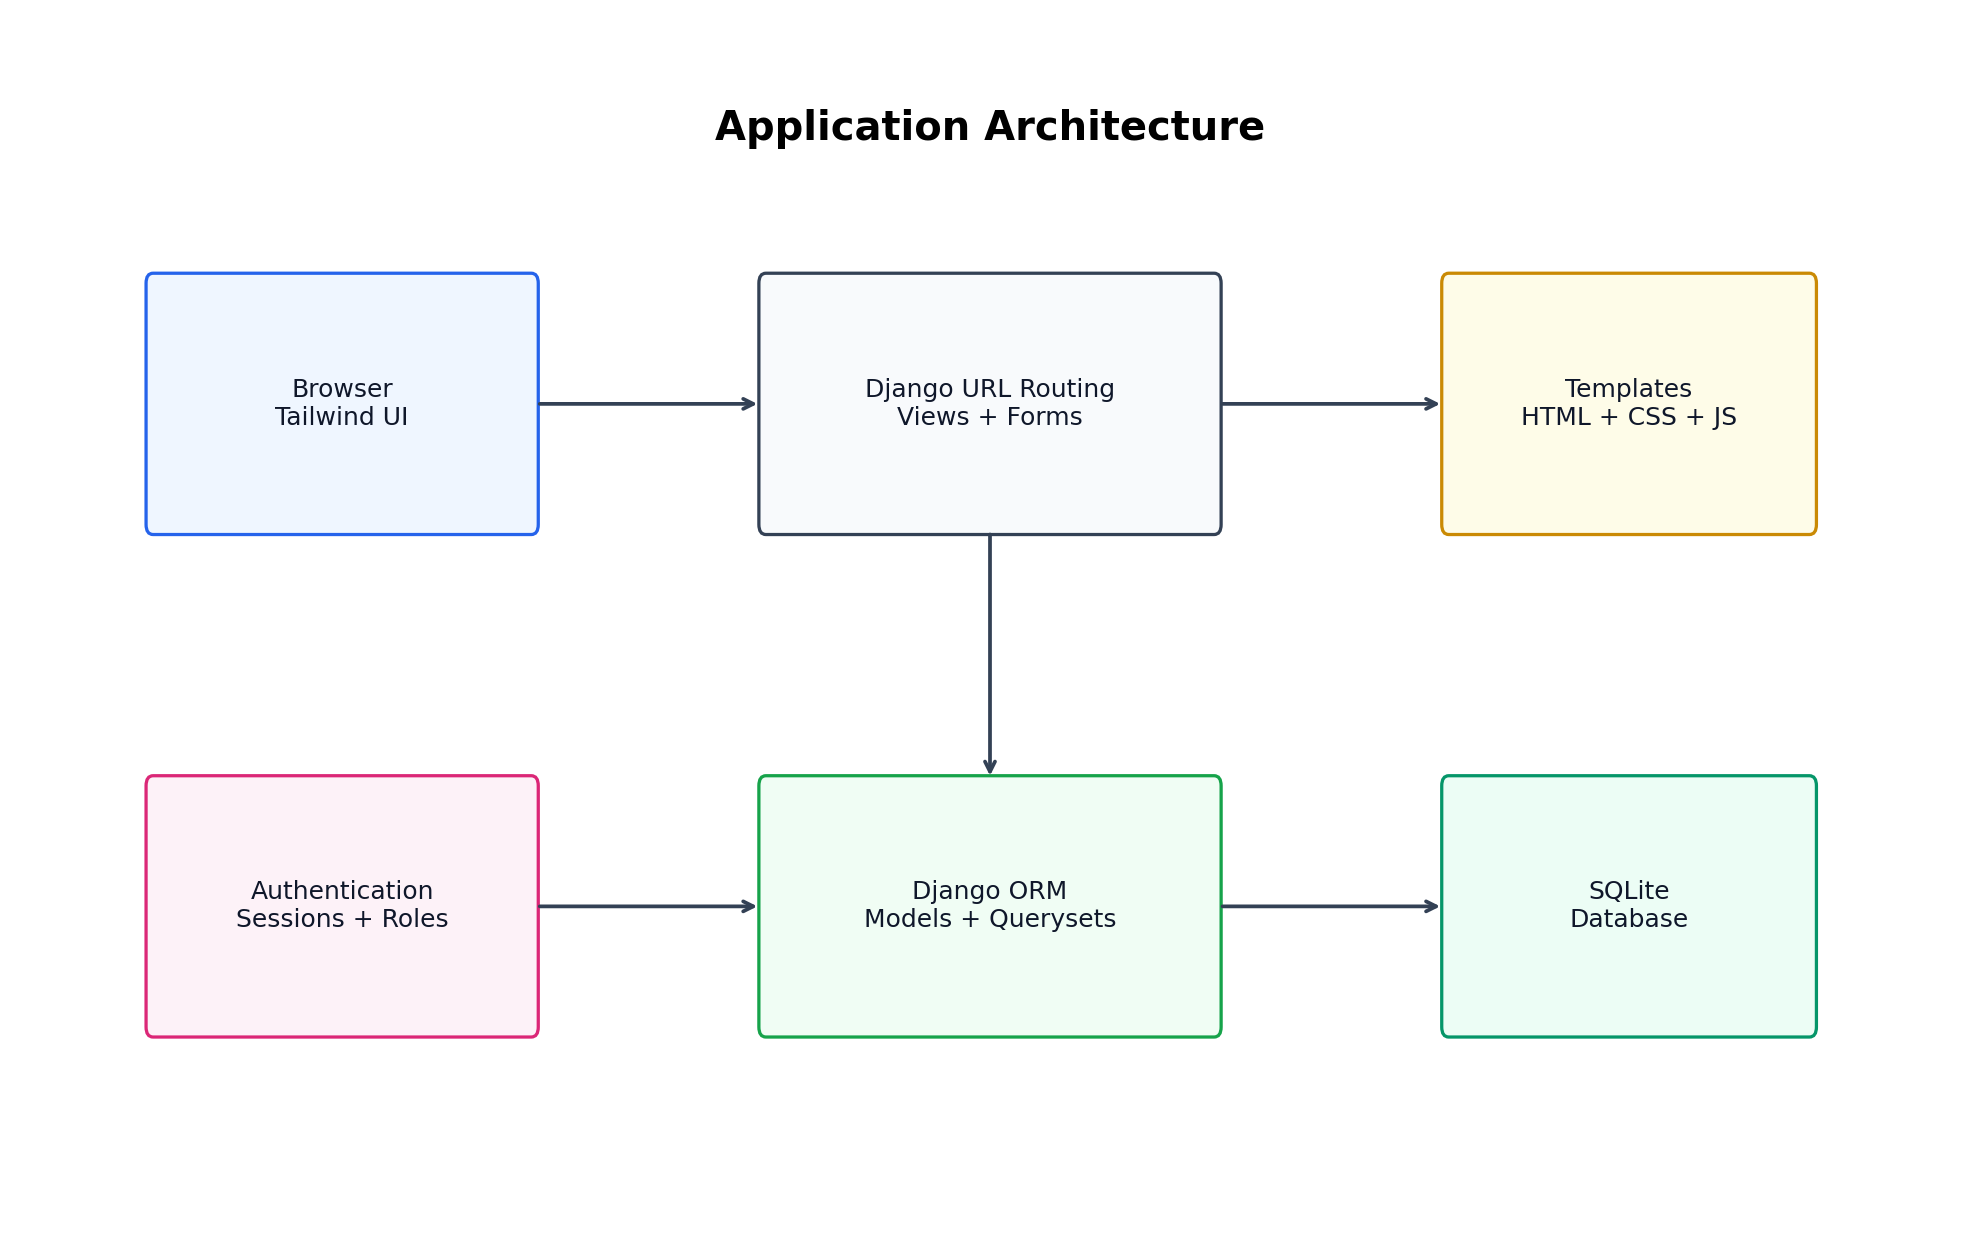 Application Architecture
Browser
Tailwind UI
Django URL Routing
Views + Forms
Templates
HTML + CSS + JS
Authentication
Sessions + Roles
Django ORM
Models + Querysets
SQLite
Database